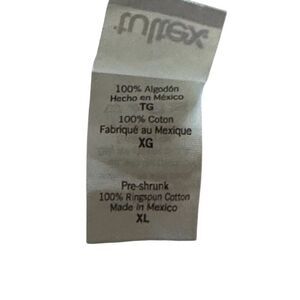 tultex
100% Algodón
Hecho en México
TG
100% Coton
Fabriqué au Mexique
XG
Pre-shrunk
100% Ringspun Cotton
Made in Mexico
XL